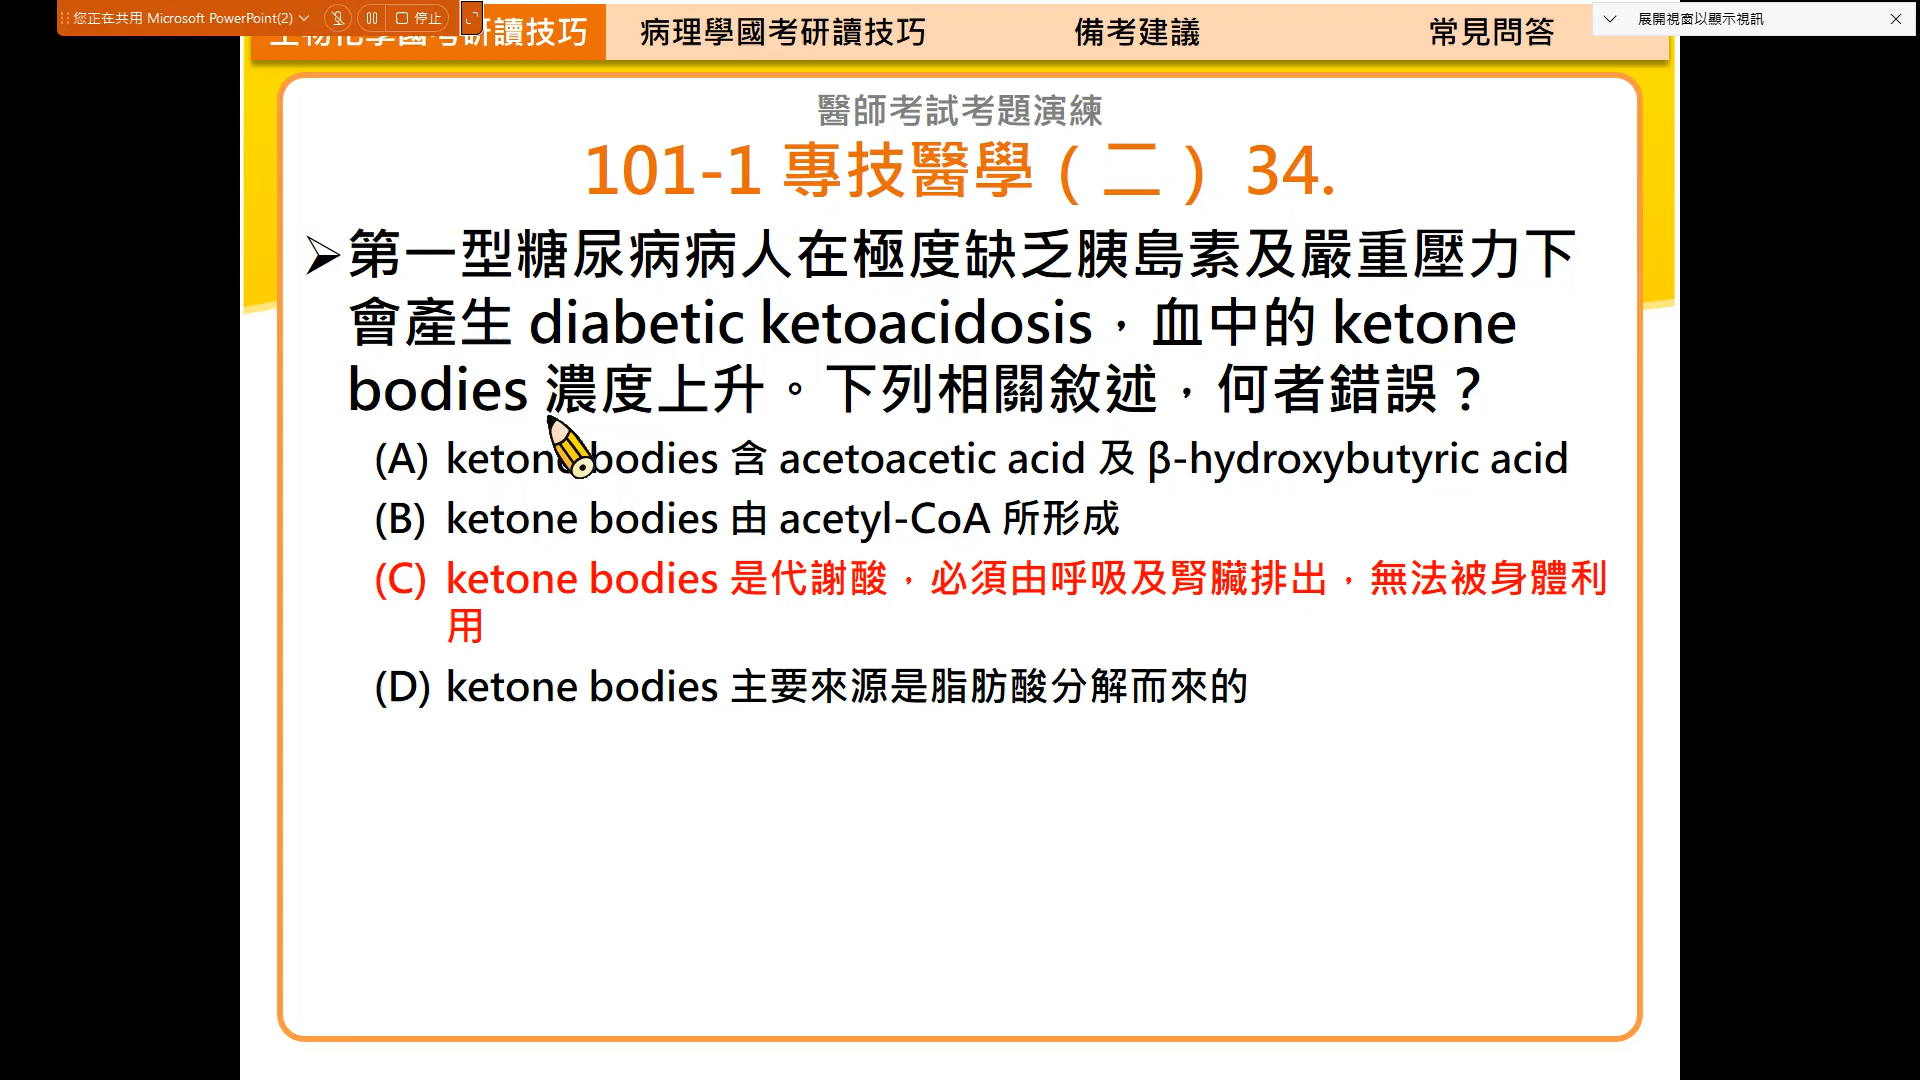 您正在共用 Microsoft PowerPoint(2)
停止
展開視窗以顯示視訊
生物化學國考研讀技巧
病理學國考研讀技巧
備考建議
常見問答
醫師考試考題演練
101-1 專技醫學（二） 34.
第一型糖尿病病人在極度缺乏胰島素及嚴重壓力下
會產生 diabetic ketoacidosis，血中的 ketone
bodies 濃度上升。下列相關敘述，何者錯誤？
(A) ketone bodies 含 acetoacetic acid 及 β-hydroxybutyric acid
(B) ketone bodies 由 acetyl-CoA 所形成
(C) ketone bodies 是代謝酸，必須由呼吸及腎臟排出，無法被身體利
用
(D) ketone bodies 主要來源是脂肪酸分解而來的